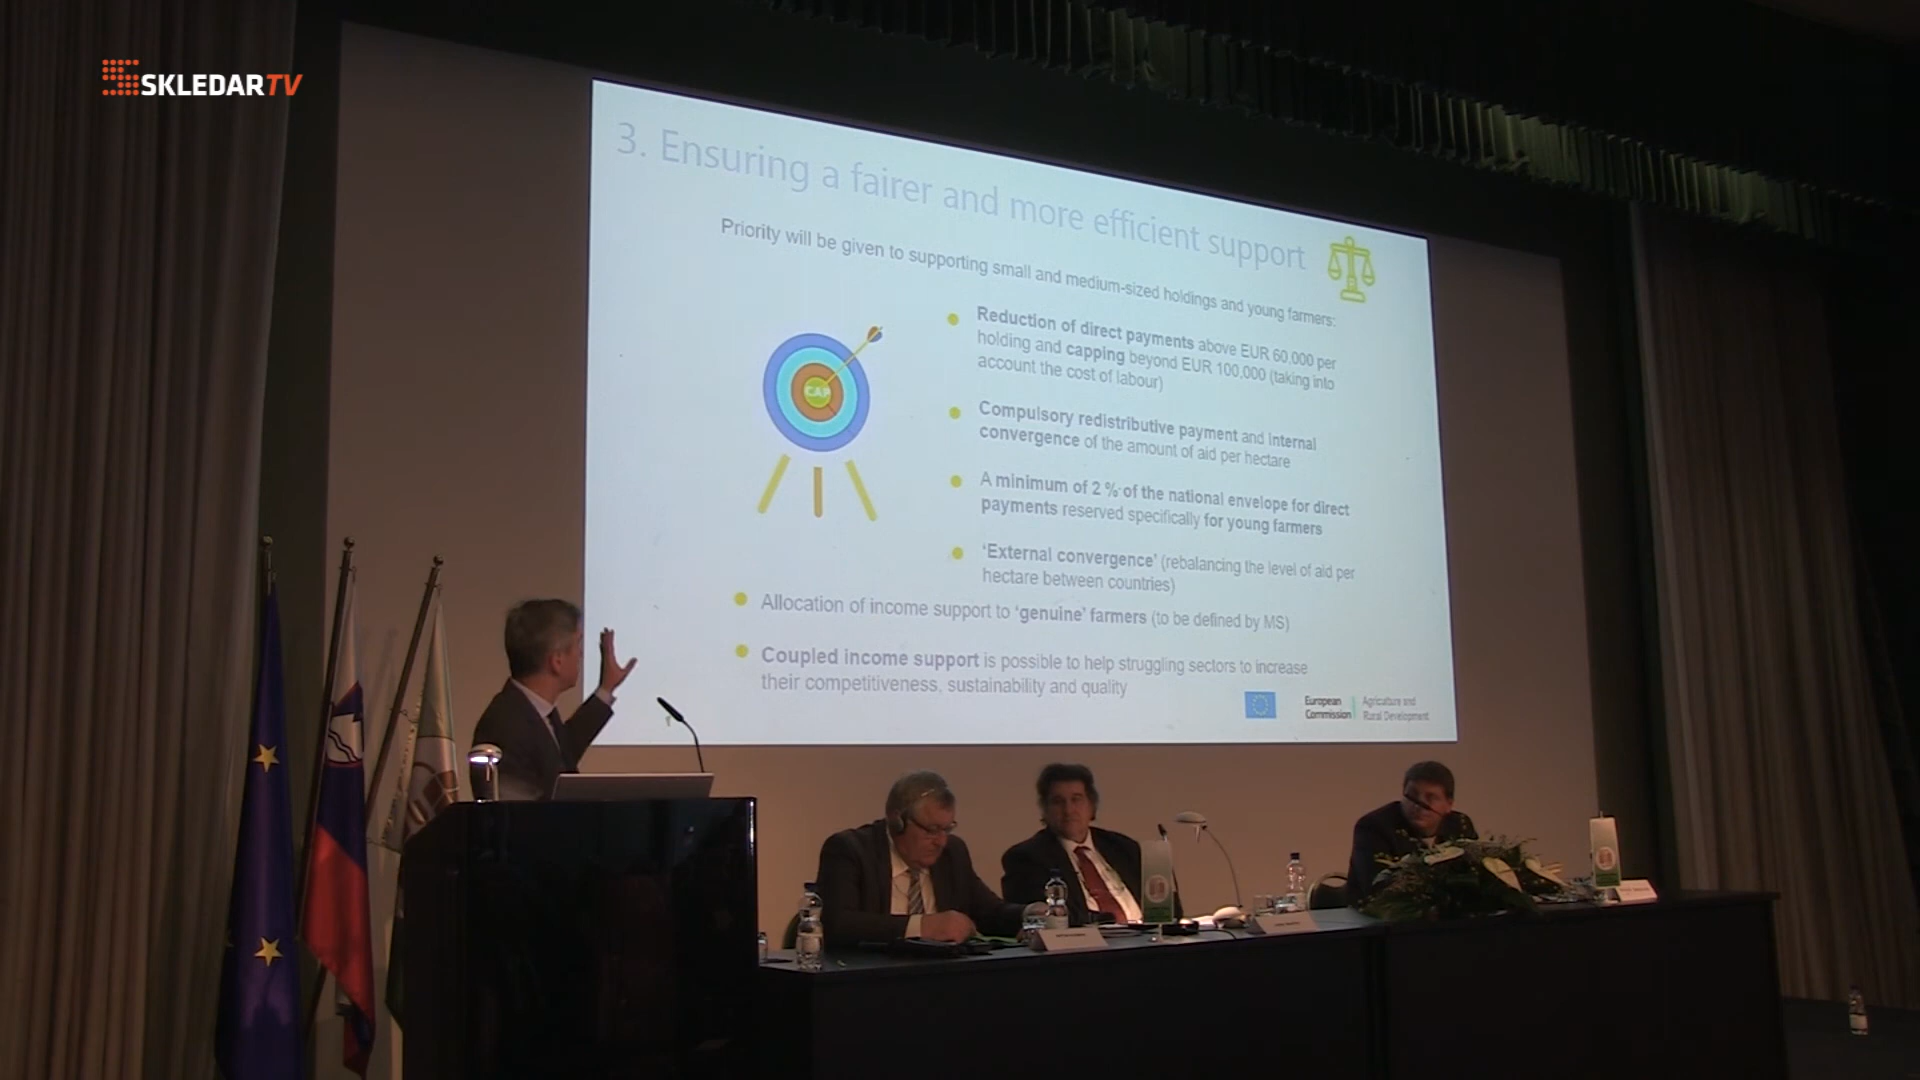 SKLEDARTV
3. Ensuring a fairer and more efficient support
Priority will be given to supporting small and medium-sized holdings and young farmers:
Reduction of direct payments above EUR 60,000 per
holding and capping beyond EUR 100,000 (taking into
account the cost of labour)
Compulsory redistributive payment and internal
convergence of the amount of aid per hectare
A minimum of 2 % of the national envelope for direct
payments reserved specifically for young farmers
'External convergence' (rebalancing the level of aid per
hectare between countries)
Allocation of income support to 'genuine' farmers (to be defined by MS)
Coupled income support is possible to help struggling sectors to increase
their competitiveness, sustainability and quality
CAP
European
Commission
Agriculture and
Rural Development